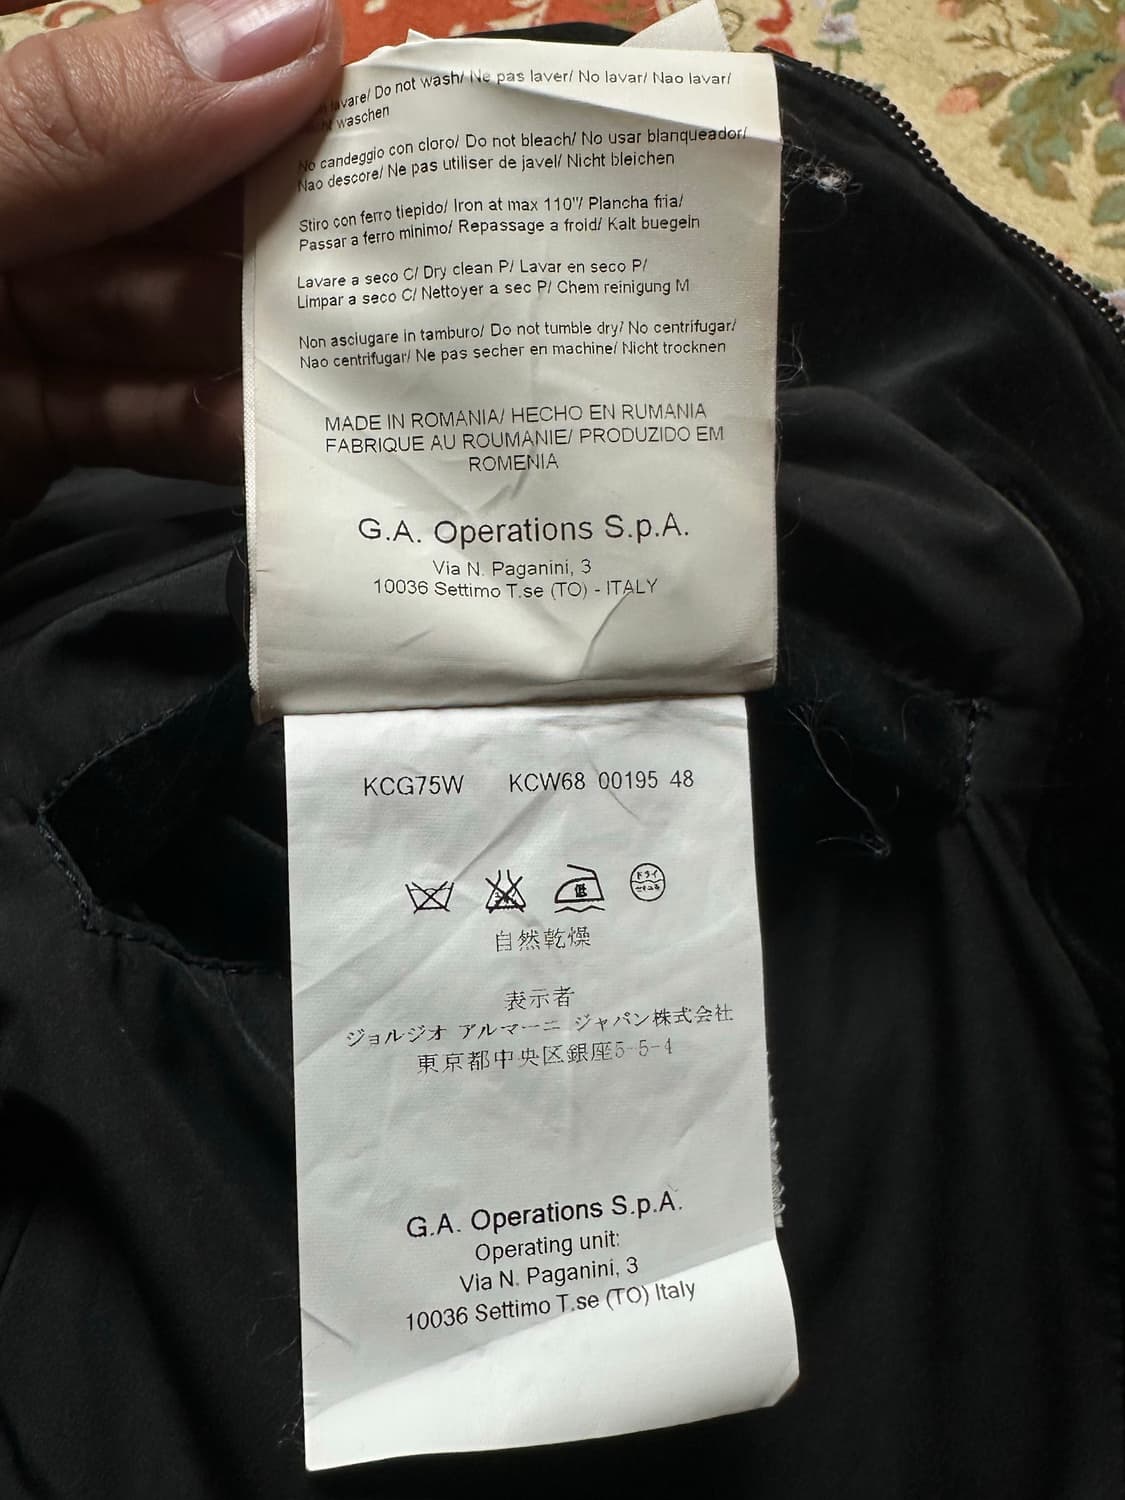 lavare/ Do not wash/ Ne pas laver/ No lavar/ Nao lavar/
waschen
No candeggio con cloro/ Do not bleach/ No usar blanqueador/
Nao descore/ Ne pas utiliser de javel/ Nicht bleichen
Stiro con ferro tiepido/ Iron at max 110°/ Plancha fria/
Passar a ferro minimo/ Repassage a froid/ Kalt buegeln
Lavare a seco C/ Dry clean P/ Lavar en seco P/
Limpar a seco C/ Nettoyer a sec P/ Chem reinigung M
Non asciugare in tamburo/ Do not tumble dry/ No centrifugar/
Nao centrifugar/ Ne pas secher en machine/ Nicht trocknen
MADE IN ROMANIA/ HECHO EN RUMANIA
FABRIQUE AU ROUMANIE/ PRODUZIDO EM
ROMENIA
G.A. Operations S.p.A.
Via N. Paganini, 3
10036 Settimo T.se (TO) - ITALY
KCG75W KCW68 00195 48
低 ドライ
自然乾燥
表示者
ジョルジオ アルマーニ ジャパン株式会社
東京都中央区銀座5-5-4
G.A. Operations S.p.A.
Operating unit:
Via N. Paganini, 3
10036 Settimo T.se (TO) Italy